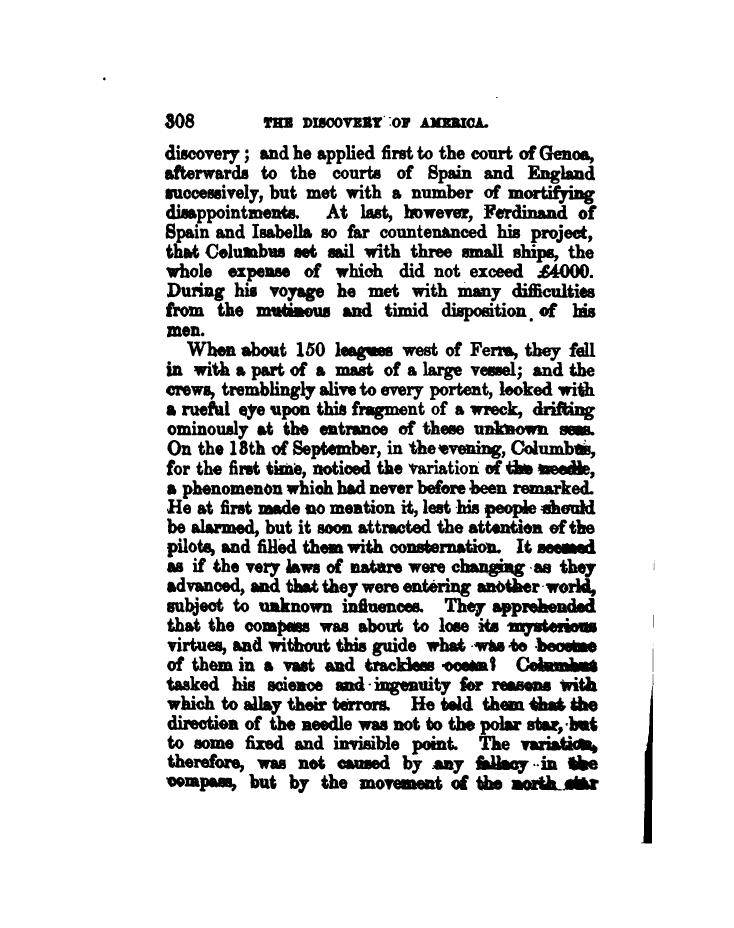 308 THE DISCOVERY OF AMERICA.
discovery; and he applied first to the court of Genoa,
afterwards to the courts of Spain and England
successively, but met with a number of mortifying
disappointments. At last, however, Ferdinand of
Spain and Isabella so far countenanced his project,
that Columbus set sail with three small ships, the
whole expense of which did not exceed £4000.
During his voyage he met with many difficulties
from the mutinous and timid disposition of his
men.
When about 150 leagues west of Ferra, they fell
in with a part of a mast of a large vessel; and the
crews, tremblingly alive to every portent, looked with
a rueful eye upon this fragment of a wreck, drifting
ominously at the entrance of these unknown seas.
On the 13th of September, in the evening, Columbus,
for the first time, noticed the variation of the needle,
a phenomenon which had never before been remarked.
He at first made no mention it, lest his people should
be alarmed, but it soon attracted the attention of the
pilots, and filled them with consternation. It seemed
as if the very laws of nature were changing as they
advanced, and that they were entering another world,
subject to unknown influences. They apprehended
that the compass was about to lose its mysterious
virtues, and without this guide what was to become
of them in a vast and trackless ocean? Columbus
tasked his science and ingenuity for reasons with
which to allay their terrors. He told them that the
direction of the needle was not to the polar star, but
to some fixed and invisible point. The variation,
therefore, was not caused by any fallacy in the
compass, but by the movement of the north star